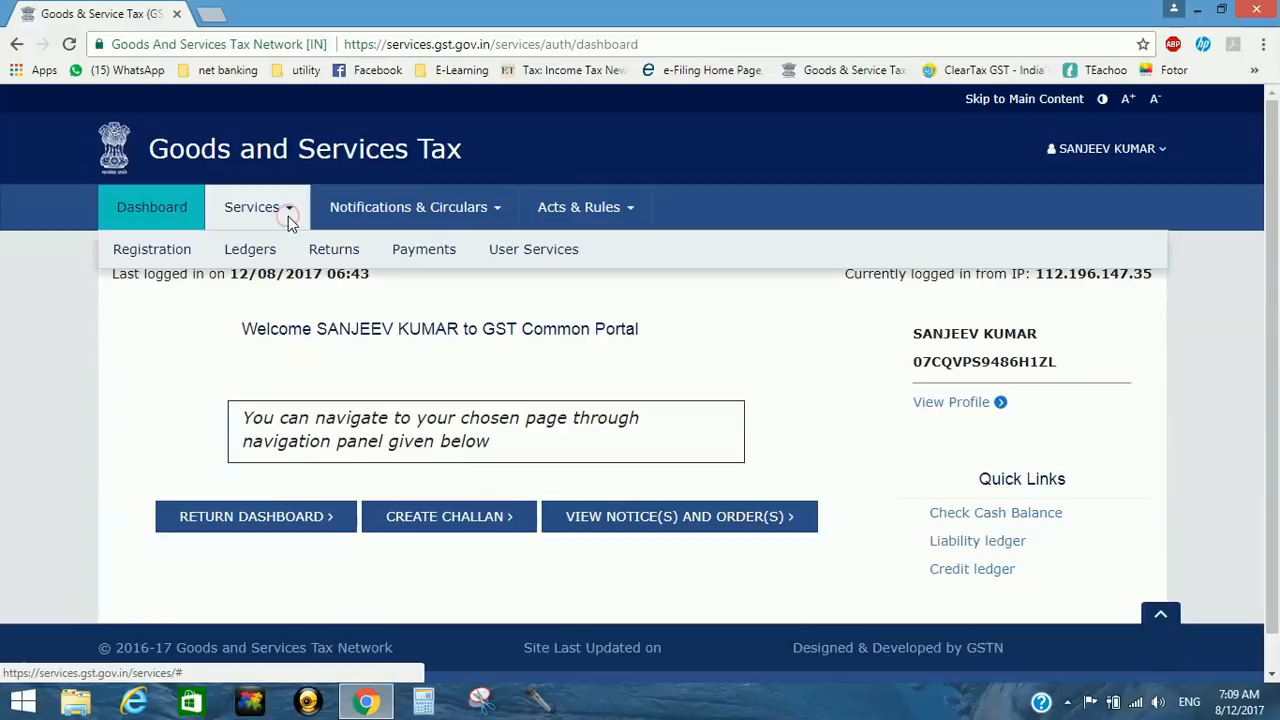 Goods & Services Tax (GS
Goods And Services Tax Network [IN] https://services.gst.gov.in/services/auth/dashboard
Apps (15) WhatsApp net banking utility Facebook E-Learning Tax: Income Tax New e-Filing Home Page, Goods & Service Tax ClearTax GST - India' TEachoo Fotor »
Skip to Main Content A+ A-
Goods and Services Tax
SANJEEV KUMAR
Dashboard Services Notifications & Circulars Acts & Rules
Registration Ledgers Returns Payments User Services
Last logged in on 12/08/2017 06:43 Currently logged in from IP: 112.196.147.35
Welcome SANJEEV KUMAR to GST Common Portal
SANJEEV KUMAR
07CQVPS9486H1ZL
View Profile
You can navigate to your chosen page through
navigation panel given below
Quick Links
RETURN DASHBOARD > CREATE CHALLAN > VIEW NOTICE(S) AND ORDER(S) >
Check Cash Balance
Liability ledger
Credit ledger
© 2016-17 Goods and Services Tax Network Site Last Updated on Designed & Developed by GSTN
https://services.gst.gov.in/services/#
ENG 7:09 AM
8/12/2017